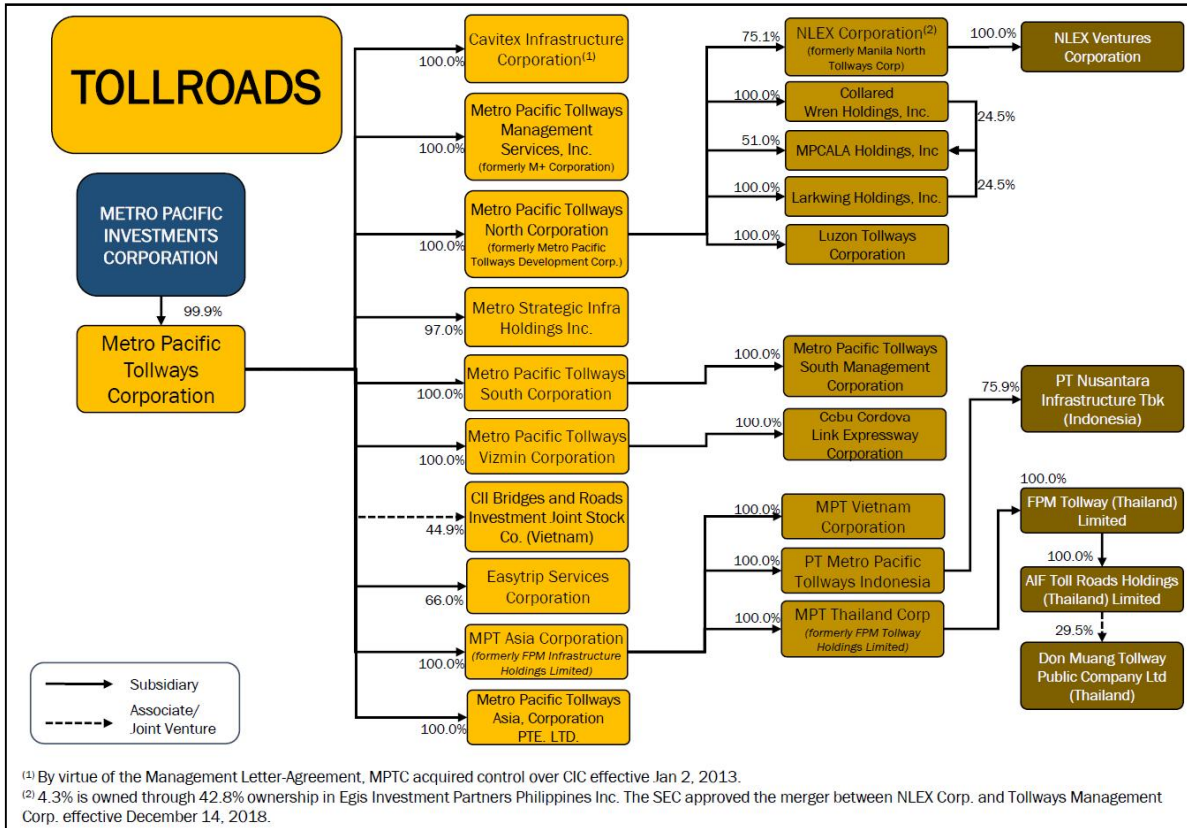 TOLLROADS
METRO PACIFIC
INVESTMENTS
CORPORATION
99.9%
Metro Pacific
Tollways
Corporation
Cavitex Infrastructure
Corporation(1)
100.0%
Metro Pacific Tollways
Management
Services, Inc.
(formerly M+ Corporation)
100.0%
Metro Pacific Tollways
North Corporation
(formerly Metro Pacific
Tollways Development Corp.)
100.0%
Metro Strategic Infra
Holdings Inc.
97.0%
Metro Pacific Tollways
South Corporation
100.0%
Metro Pacific Tollways
Vizmin Corporation
100.0%
CII Bridges and Roads
Investment Joint Stock
Co. (Vietnam)
44.9%
Easytrip Services
Corporation
66.0%
MPT Asia Corporation
(formerly FPM Infrastructure
Holdings Limited)
100.0%
Metro Pacific Tollways
Asia, Corporation
PTE. LTD.
100.0%
75.1%
NLEX Corporation(2)
(formerly Manila North
Tollways Corp)
100.0%
Collared
Wren Holdings, Inc.
24.5%
51.0%
MPCALA Holdings, Inc
100.0%
Larkwing Holdings, Inc.
24.5%
100.0%
Luzon Tollways
Corporation
100.0%
Metro Pacific Tollways
South Management
Corporation
100.0%
Cebu Cordova
Link Expressway
Corporation
100.0%
MPT Vietnam
Corporation
100.0%
PT Metro Pacific
Tollways Indonesia
100.0%
MPT Thailand Corp
(formerly FPM Tollway
Holdings Limited)
100.0%
NLEX Ventures
Corporation
75.9%
PT Nusantara
Infrastructure Tbk
(Indonesia)
100.0%
FPM Tollway (Thailand)
Limited
100.0%
AIF Toll Roads Holdings
(Thailand) Limited
29.5%
Don Muang Tollway
Public Company Ltd
(Thailand)
Subsidiary
Associate/
Joint Venture
(1) By virtue of the Management Letter-Agreement, MPTC acquired control over CIC effective Jan 2, 2013.
(2) 4.3% is owned through 42.8% ownership in Egis Investment Partners Philippines Inc. The SEC approved the merger between NLEX Corp. and Tollways Management
Corp. effective December 14, 2018.